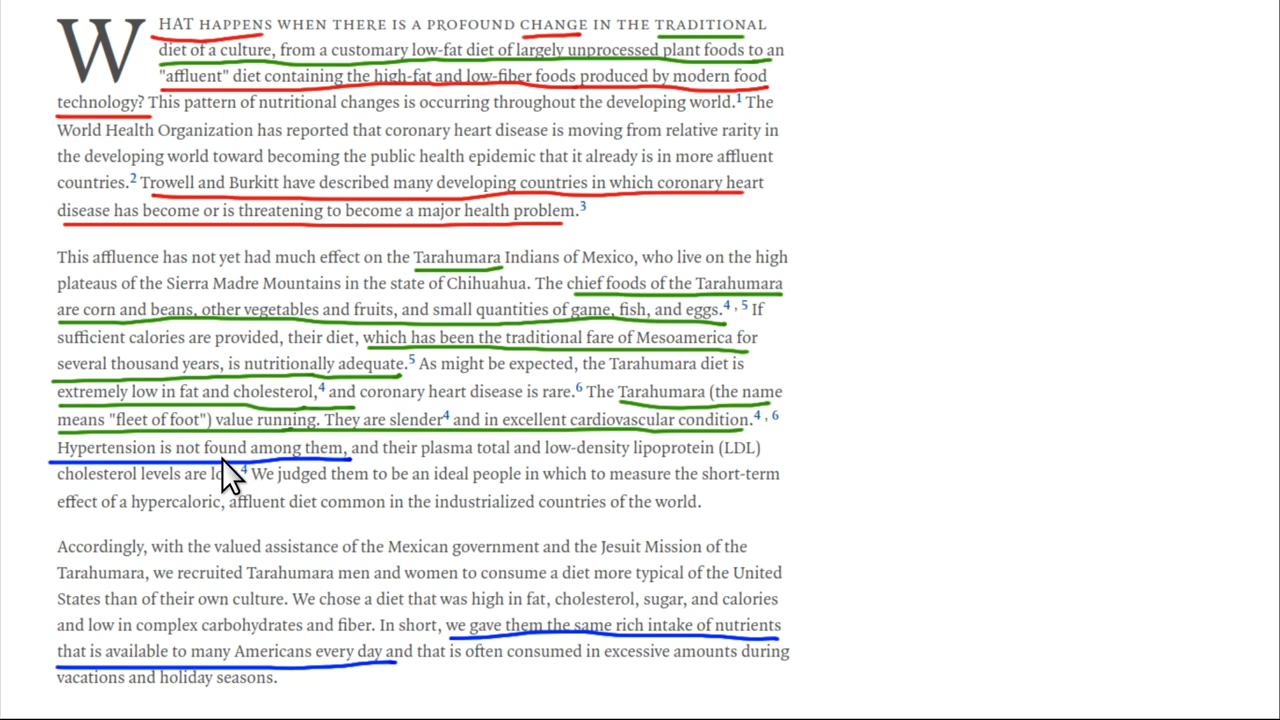 WHAT HAPPENS WHEN THERE IS A PROFOUND CHANGE IN THE TRADITIONAL
diet of a culture, from a customary low-fat diet of largely unprocessed plant foods to an
"affluent" diet containing the high-fat and low-fiber foods produced by modern food
technology? This pattern of nutritional changes is occurring throughout the developing world.1 The
World Health Organization has reported that coronary heart disease is moving from relative rarity in
the developing world toward becoming the public health epidemic that it already is in more affluent
countries.2 Trowell and Burkitt have described many developing countries in which coronary heart
disease has become or is threatening to become a major health problem.3
This affluence has not yet had much effect on the Tarahumara Indians of Mexico, who live on the high
plateaus of the Sierra Madre Mountains in the state of Chihuahua. The chief foods of the Tarahumara
are corn and beans, other vegetables and fruits, and small quantities of game, fish, and eggs.4 , 5 If
sufficient calories are provided, their diet, which has been the traditional fare of Mesoamerica for
several thousand years, is nutritionally adequate.5 As might be expected, the Tarahumara diet is
extremely low in fat and cholesterol,4 and coronary heart disease is rare.6 The Tarahumara (the name
means "fleet of foot") value running. They are slender4 and in excellent cardiovascular condition.4 , 6
Hypertension is not found among them, and their plasma total and low-density lipoprotein (LDL)
cholesterol levels are 4 We judged them to be an ideal people in which to measure the short-term
effect of a hypercaloric, affluent diet common in the industrialized countries of the world.
Accordingly, with the valued assistance of the Mexican government and the Jesuit Mission of the
Tarahumara, we recruited Tarahumara men and women to consume a diet more typical of the United
States than of their own culture. We chose a diet that was high in fat, cholesterol, sugar, and calories
and low in complex carbohydrates and fiber. In short, we gave them the same rich intake of nutrients
that is available to many Americans every day and that is often consumed in excessive amounts during
vacations and holiday seasons.